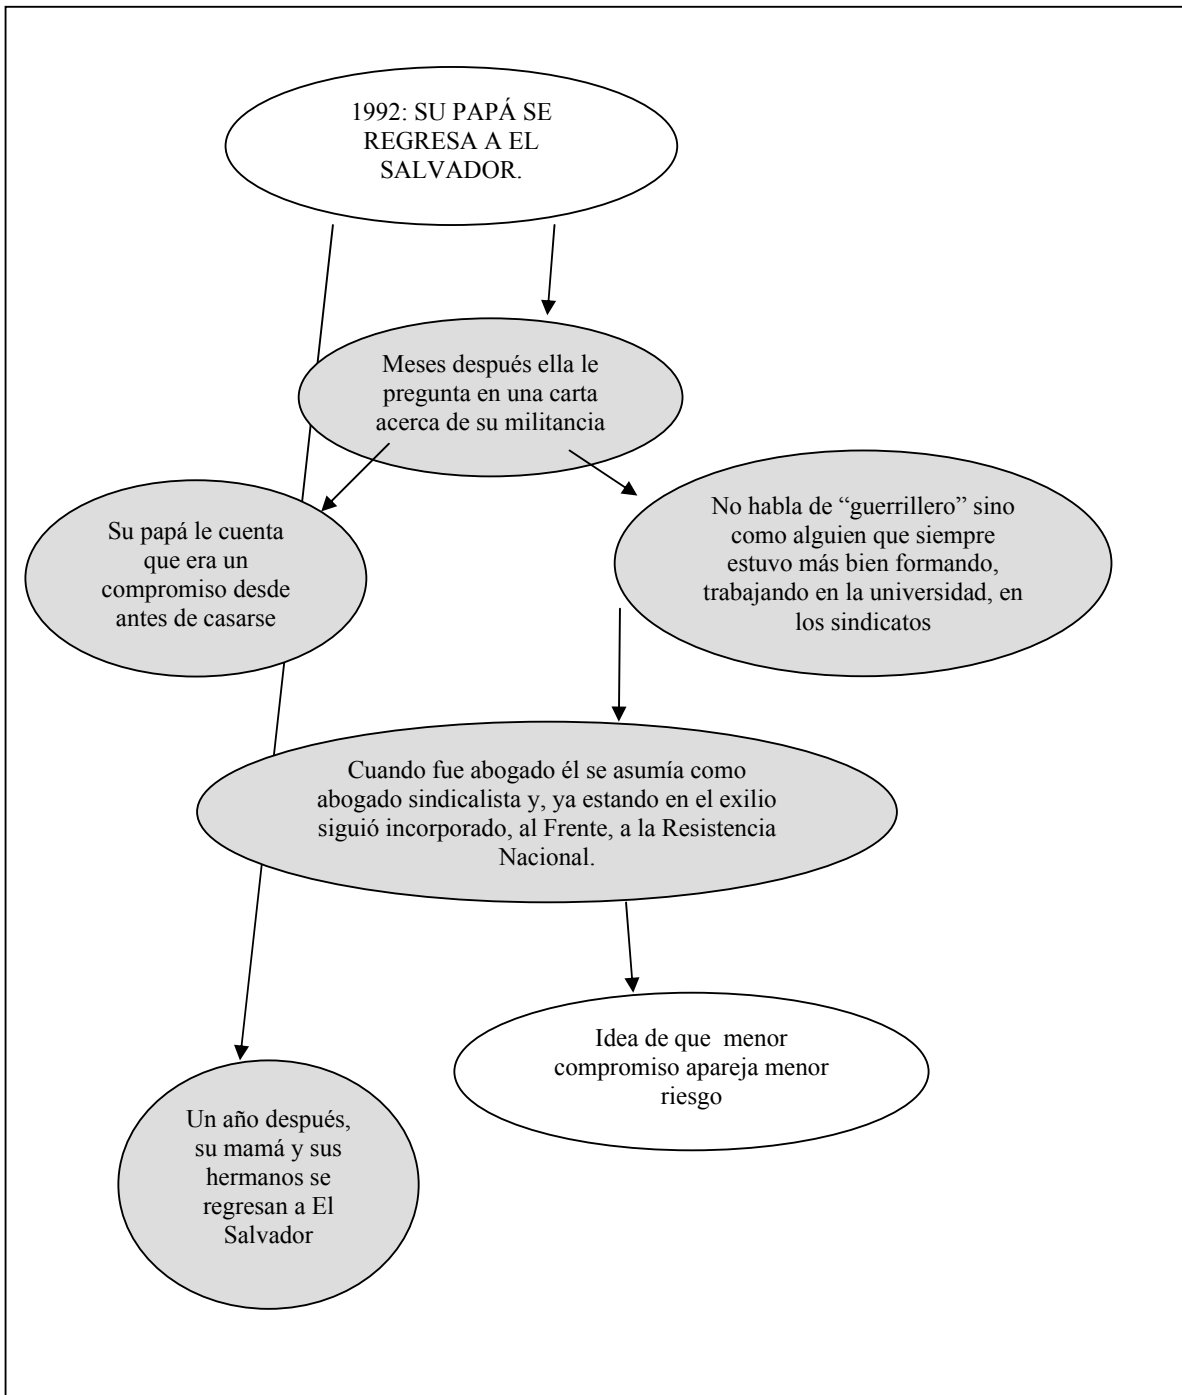 1992: SU PAPÁ SE
REGRESA A EL
SALVADOR.
Meses después ella le
pregunta en una carta
acerca de su militancia
Su papá le cuenta
que era un
compromiso desde
antes de casarse
No habla de “guerrillero” sino
como alguien que siempre
estuvo más bien formando,
trabajando en la universidad, en
los sindicatos
Cuando fue abogado él se asumía como
abogado sindicalista y, ya estando en el exilio
siguió incorporado, al Frente, a la Resistencia
Nacional.
Idea de que menor
compromiso apareja menor
riesgo
Un año después,
su mamá y sus
hermanos se
regresan a El
Salvador